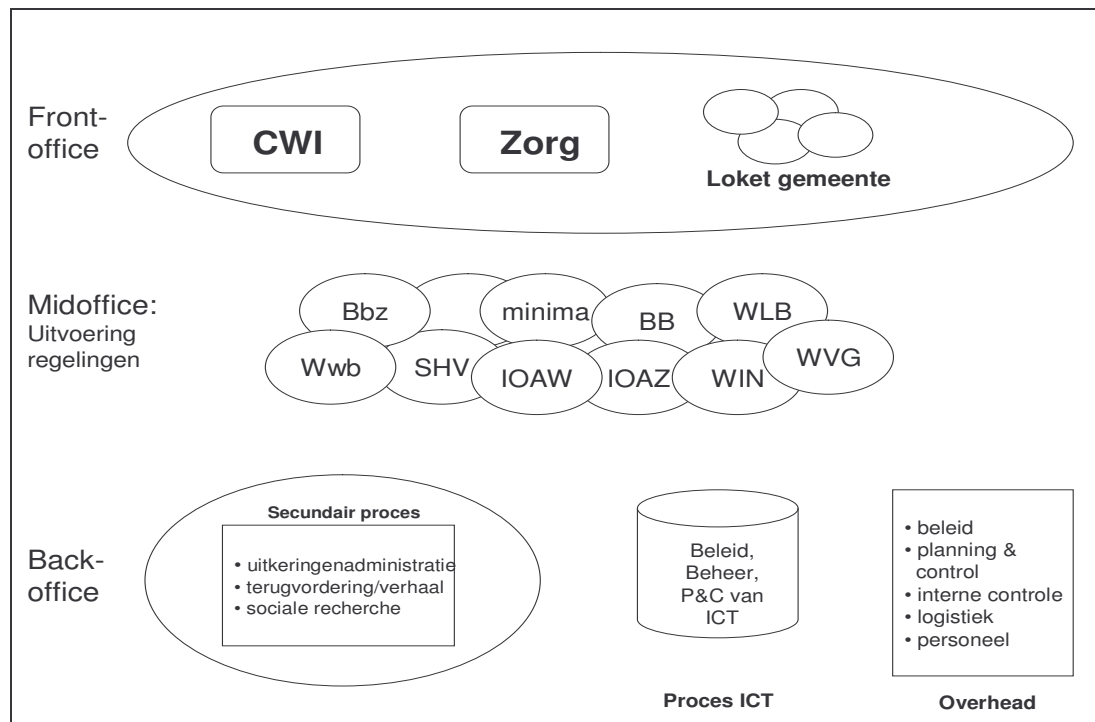 Front-
office
CWI
Zorg
Loket gemeente
Midoffice:
Uitvoering
regelingen
Bbz
minima
BB
WLB
Wwb
SHV
IOAW
IOAZ
WIN
WVG
Back-
office
Secundair proces
• uitkeringenadministratie
• terugvordering/verhaal
• sociale recherche
Beleid,
Beheer,
P&C van
ICT
Proces ICT
• beleid
• planning &
control
• interne controle
• logistiek
• personeel
Overhead